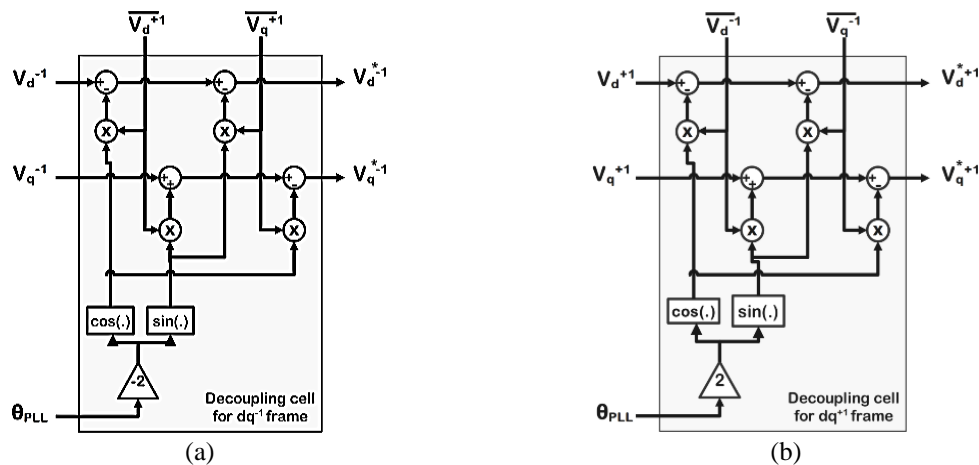 V̅d⁺¹ V̅q⁺¹
Vd⁻¹ + - + - Vd*⁻¹
x x
Vq⁻¹ + + + - Vq*⁻¹
x x
cos(.) sin(.)
-2
Decoupling cell
for dq⁻¹ frame
θPLL
(a)
V̅d⁻¹ V̅q⁻¹
Vd⁺¹ + - + - Vd*⁺¹
x x
Vq⁺¹ + + + - Vq*⁺¹
x x
cos(.) sin(.)
2
Decoupling cell
for dq⁺¹ frame
θPLL
(b)